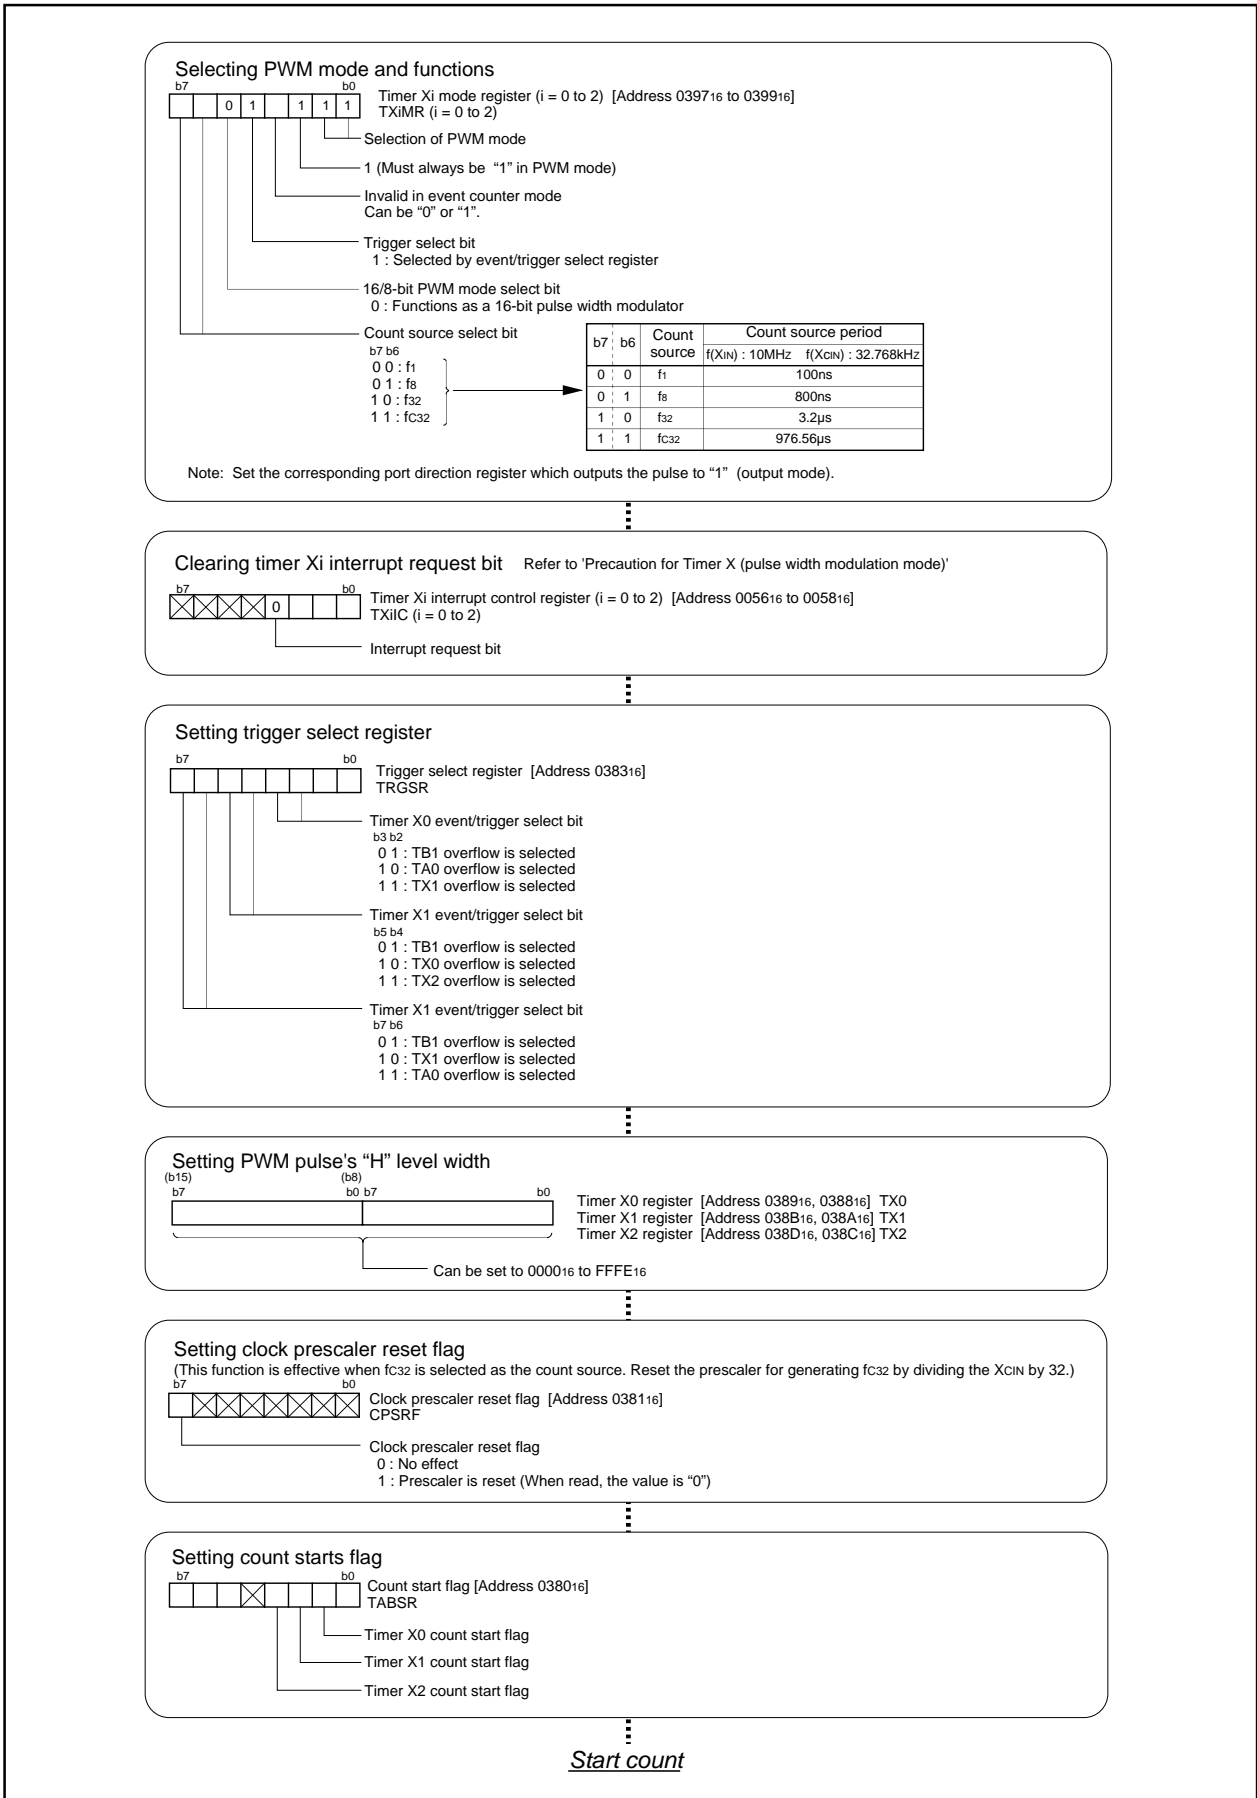 Selecting PWM mode and functions
b7 b0
0 1 1 1 1
Timer Xi mode register (i = 0 to 2) [Address 039716 to 039916]
TXiMR (i = 0 to 2)
Selection of PWM mode
1 (Must always be “1” in PWM mode)
Invalid in event counter mode
Can be “0” or “1”.
Trigger select bit
1 : Selected by event/trigger select register
16/8-bit PWM mode select bit
0 : Functions as a 16-bit pulse width modulator
Count source select bit
b7 b6
0 0 : f1
0 1 : f8
1 0 : f32
1 1 : fC32
b7 b6 Count source Count source period
f(XIN) : 10MHz f(XCIN) : 32.768kHz
0 0 f1 100ns
0 1 f8 800ns
1 0 f32 3.2µs
1 1 fC32 976.56µs
Note: Set the corresponding port direction register which outputs the pulse to “1” (output mode).
Clearing timer Xi interrupt request bit Refer to 'Precaution for Timer X (pulse width modulation mode)'
b7 b0
0
Timer Xi interrupt control register (i = 0 to 2) [Address 005616 to 005816]
TXiIC (i = 0 to 2)
Interrupt request bit
Setting trigger select register
b7 b0
Trigger select register [Address 038316]
TRGSR
Timer X0 event/trigger select bit
b3 b2
0 1 : TB1 overflow is selected
1 0 : TA0 overflow is selected
1 1 : TX1 overflow is selected
Timer X1 event/trigger select bit
b5 b4
0 1 : TB1 overflow is selected
1 0 : TX0 overflow is selected
1 1 : TX2 overflow is selected
Timer X1 event/trigger select bit
b7 b6
0 1 : TB1 overflow is selected
1 0 : TX1 overflow is selected
1 1 : TA0 overflow is selected
Setting PWM pulse's “H” level width
(b15) (b8)
b7 b0 b7 b0
Timer X0 register [Address 038916, 038816] TX0
Timer X1 register [Address 038B16, 038A16] TX1
Timer X2 register [Address 038D16, 038C16] TX2
Can be set to 000016 to FFFE16
Setting clock prescaler reset flag
(This function is effective when fC32 is selected as the count source. Reset the prescaler for generating fC32 by dividing the XCIN by 32.)
b7 b0
Clock prescaler reset flag [Address 038116]
CPSRF
Clock prescaler reset flag
0 : No effect
1 : Prescaler is reset (When read, the value is “0”)
Setting count starts flag
b7 b0
Count start flag [Address 038016]
TABSR
Timer X0 count start flag
Timer X1 count start flag
Timer X2 count start flag
Start count